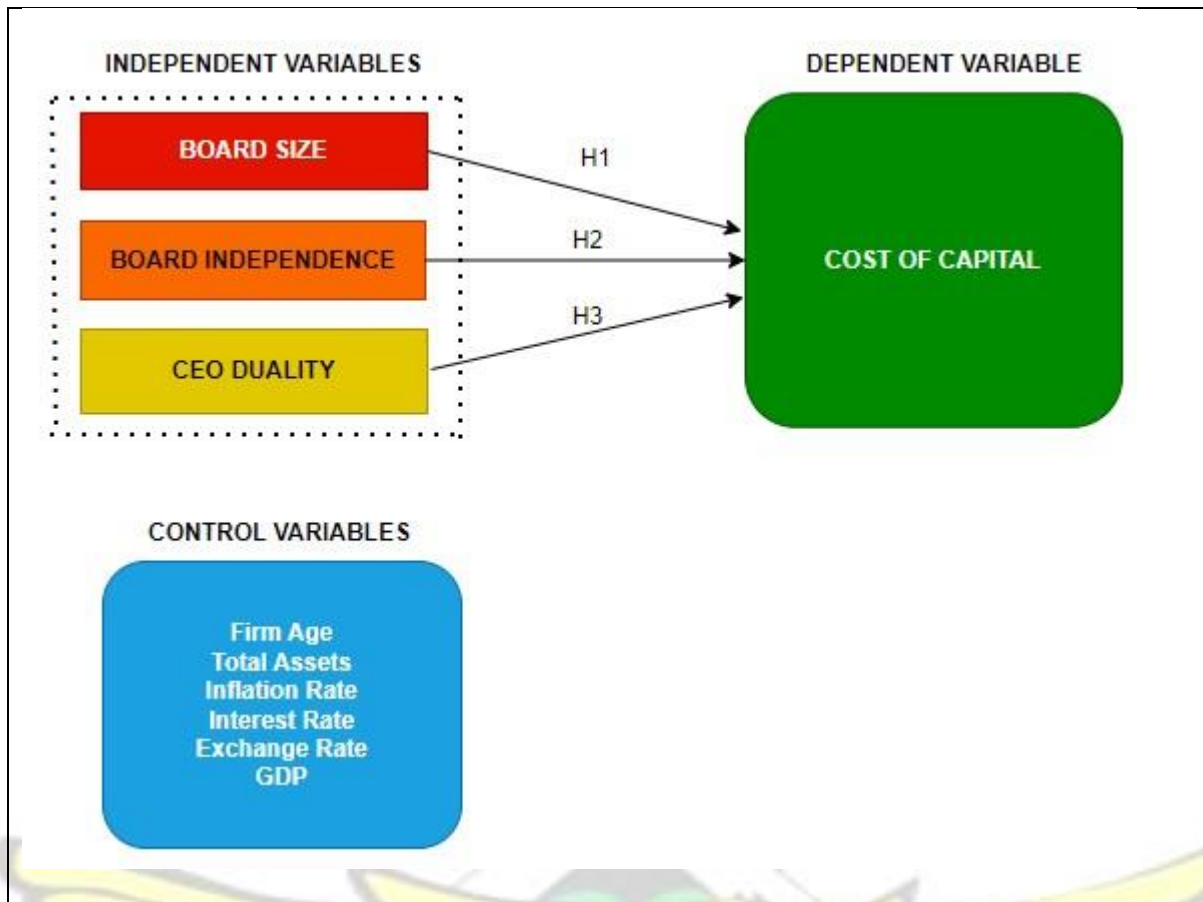 INDEPENDENT VARIABLES
DEPENDENT VARIABLE
BOARD SIZE
H1
BOARD INDEPENDENCE
H2
COST OF CAPITAL
H3
CEO DUALITY
CONTROL VARIABLES
Firm Age
Total Assets
Inflation Rate
Interest Rate
Exchange Rate
GDP